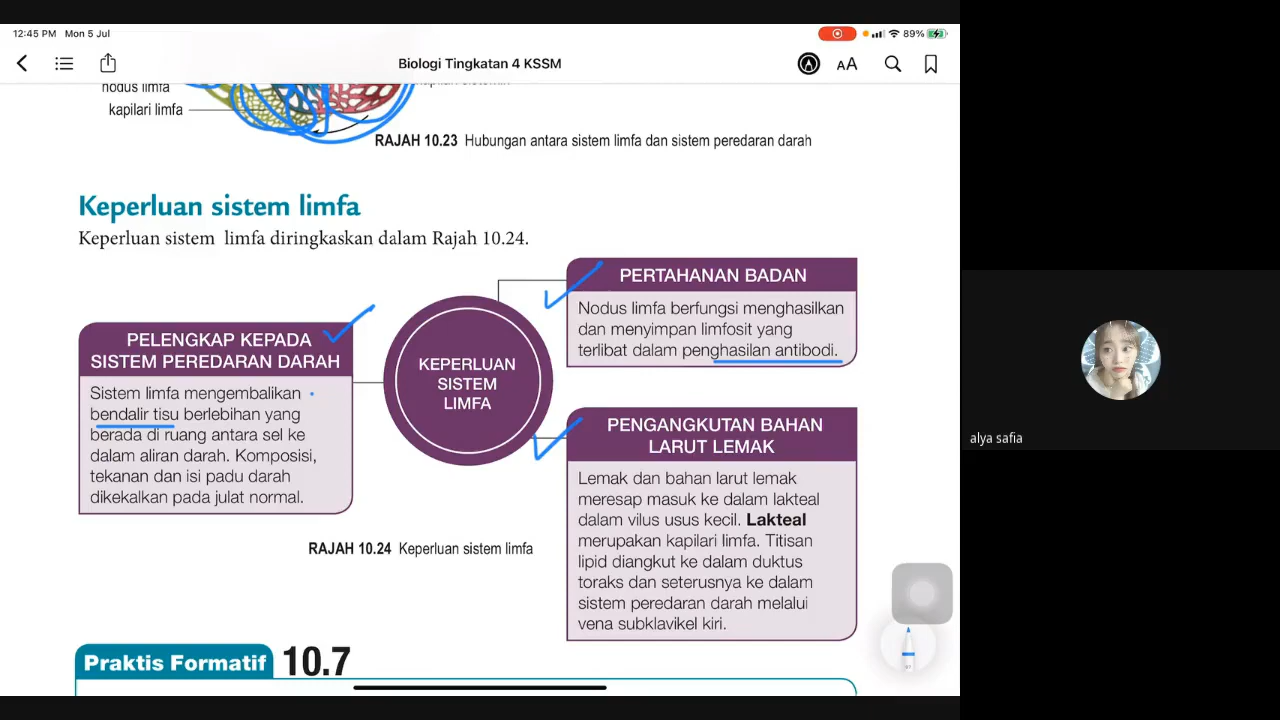 12:45 PM Mon 5 Jul
89%
Biologi Tingkatan 4 KSSM
AA
nodus limfa
kapilari limfa
RAJAH 10.23 Hubungan antara sistem limfa dan sistem peredaran darah
Keperluan sistem limfa
Keperluan sistem limfa diringkaskan dalam Rajah 10.24.
PELENGKAP KEPADA
SISTEM PEREDARAN DARAH
Sistem limfa mengembalikan
bendalir tisu berlebihan yang
berada di ruang antara sel ke
dalam aliran darah. Komposisi,
tekanan dan isi padu darah
dikekalkan pada julat normal.
KEPERLUAN
SISTEM
LIMFA
PERTAHANAN BADAN
Nodus limfa berfungsi menghasilkan
dan menyimpan limfosit yang
terlibat dalam penghasilan antibodi.
PENGANGKUTAN BAHAN
LARUT LEMAK
Lemak dan bahan larut lemak
meresap masuk ke dalam lakteal
dalam vilus usus kecil. Lakteal
merupakan kapilari limfa. Titisan
lipid diangkut ke dalam duktus
toraks dan seterusnya ke dalam
sistem peredaran darah melalui
vena subklavikel kiri.
RAJAH 10.24 Keperluan sistem limfa
Praktis Formatif 10.7
alya safia